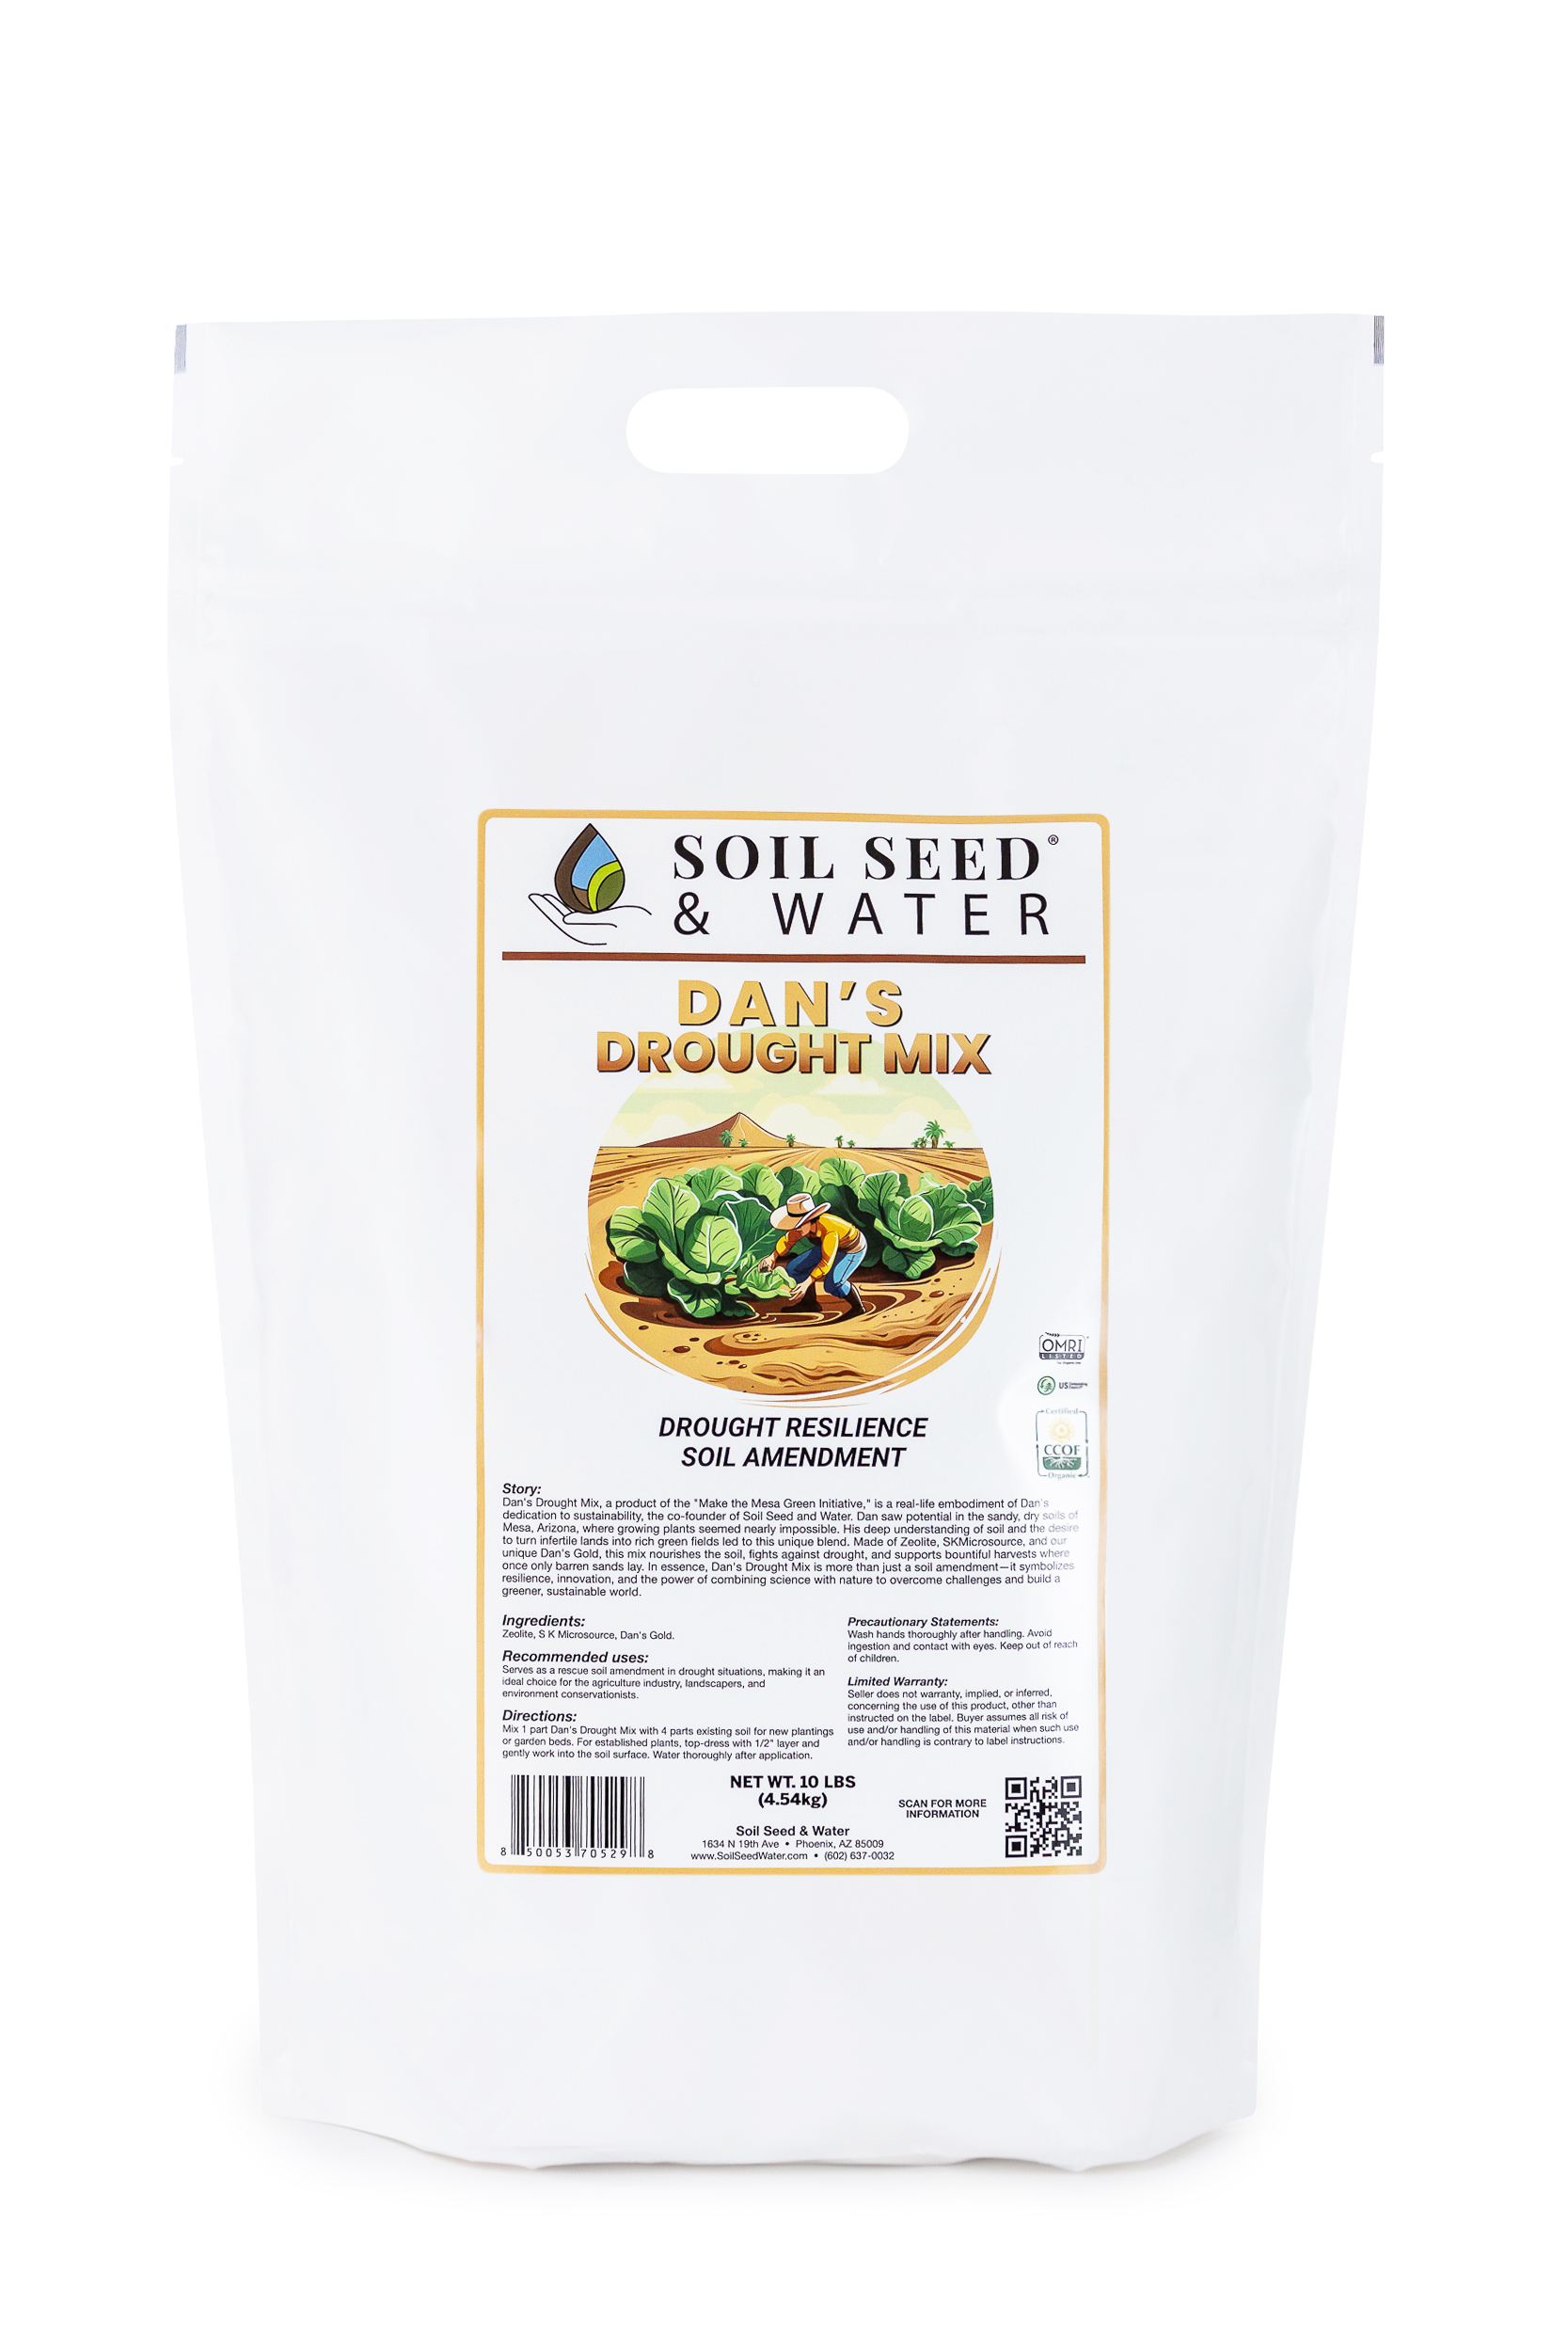 SOIL SEED®
& WATER
DAN'S
DROUGHT MIX
OMRI
LISTED
For Organic Use
US
Certified
CCOF
Organic
DROUGHT RESILIENCE
SOIL AMENDMENT
Story:
Dan's Drought Mix, a product of the "Make the Mesa Green Initiative," is a real-life embodiment of Dan's
dedication to sustainability, the co-founder of Soil Seed and Water. Dan saw potential in the sandy, dry soils of
Mesa, Arizona, where growing plants seemed nearly impossible. His deep understanding of soil and the desire
to turn infertile lands into rich green fields led to this unique blend. Made of Zeolite, SKMicrosource, and our
unique Dan's Gold, this mix nourishes the soil, fights against drought, and supports bountiful harvests where
once only barren sands lay. In essence, Dan's Drought Mix is more than just a soil amendment—it symbolizes
resilience, innovation, and the power of combining science with nature to overcome challenges and build a
greener, sustainable world.
Ingredients:
Zeolite, S K Microsource, Dan's Gold.
Recommended uses:
Serves as a rescue soil amendment in drought situations, making it an
ideal choice for the agriculture industry, landscapers, and
environment conservationists.
Directions:
Mix 1 part Dan's Drought Mix with 4 parts existing soil for new plantings
or garden beds. For established plants, top-dress with 1/2" layer and
gently work into the soil surface. Water thoroughly after application.
Precautionary Statements:
Wash hands thoroughly after handling. Avoid
ingestion and contact with eyes. Keep out of reach
of children.
Limited Warranty:
Seller does not warranty, implied, or inferred,
concerning the use of this product, other than
instructed on the label. Buyer assumes all risk of
use and/or handling of this material when such use
and/or handling is contrary to label instructions.
8 50053 70529 8
NET WT. 10 LBS
(4.54kg)
Soil Seed & Water
1634 N 19th Ave • Phoenix, AZ 85009
www.SoilSeedWater.com • (602) 637-0032
SCAN FOR MORE
INFORMATION